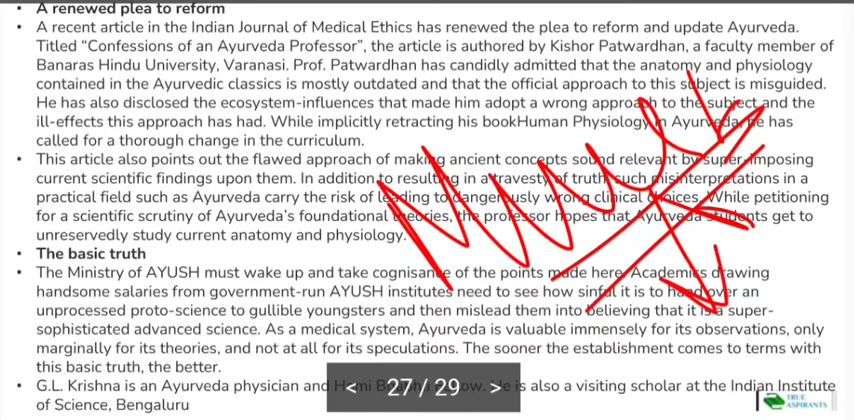 • A renewed plea to reform
• A recent article in the Indian Journal of Medical Ethics has renewed the plea to reform and update Ayurveda.
Titled “Confessions of an Ayurveda Professor”, the article is authored by Kishor Patwardhan, a faculty member of
Banaras Hindu University, Varanasi. Prof. Patwardhan has candidly admitted that the anatomy and physiology
contained in the Ayurvedic classics is mostly outdated and that the official approach to this subject is misguided.
He has also disclosed the ecosystem-influences that made him adopt a wrong approach to the subject and the
ill-effects this approach has had. While implicitly retracting his bookHuman Physiology in Ayurveda, he has
called for a thorough change in the curriculum.
• This article also points out the flawed approach of making ancient concepts sound relevant by super-imposing
current scientific findings upon them. In addition to resulting in a travesty of truth, such misinterpretations in a
practical field such as Ayurveda carry the risk of leading to dangerously wrong clinical choices. While petitioning
for a scientific scrutiny of Ayurveda’s foundational theories, the professor hopes that Ayurveda students get to
unreservedly study current anatomy and physiology.
• The basic truth
• The Ministry of AYUSH must wake up and take cognisance of the points made here. Academics drawing
handsome salaries from government-run AYUSH institutes need to see how sinful it is to hand over an
unprocessed proto-science to gullible youngsters and then mislead them into believing that it is a super-
sophisticated advanced science. As a medical system, Ayurveda is valuable immensely for its observations, only
marginally for its theories, and not at all for its speculations. The sooner the establishment comes to terms with
this basic truth, the better.
• G.L. Krishna is an Ayurveda physician and Homi Bhabha Fellow. He is also a visiting scholar at the Indian Institute
of Science, Bengaluru
< 27 / 29 >
TRUE
ASPIRANTS